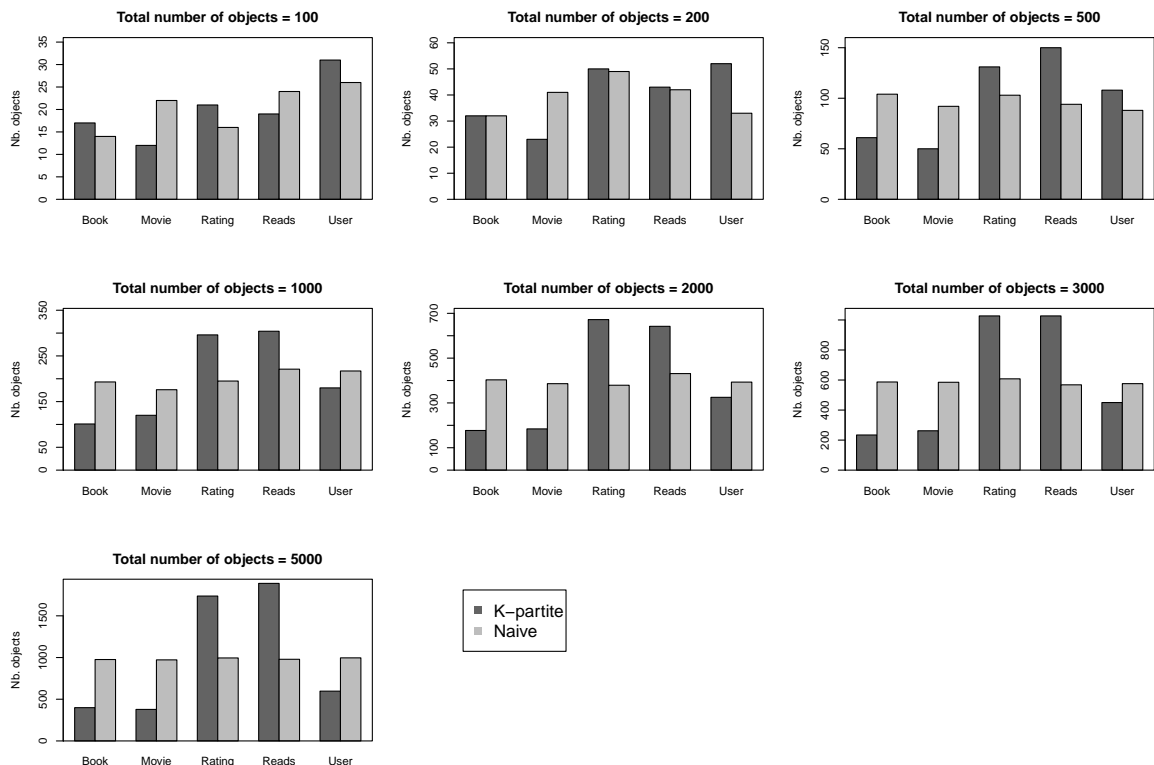 Total number of objects = 100
Nb. objects
0 5 10 15 20 25 30 35
Book Movie Rating Reads User
Total number of objects = 200
Nb. objects
0 10 20 30 40 50 60
Book Movie Rating Reads User
Total number of objects = 500
Nb. objects
0 50 100 150
Book Movie Rating Reads User
Total number of objects = 1000
Nb. objects
0 50 150 250 350
Book Movie Rating Reads User
Total number of objects = 2000
Nb. objects
0 100 300 400 500 700
Book Movie Rating Reads User
Total number of objects = 3000
Nb. objects
0 200 400 600 800
Book Movie Rating Reads User
Total number of objects = 5000
Nb. objects
0 500 1000 1500
Book Movie Rating Reads User
K−partite
Naive